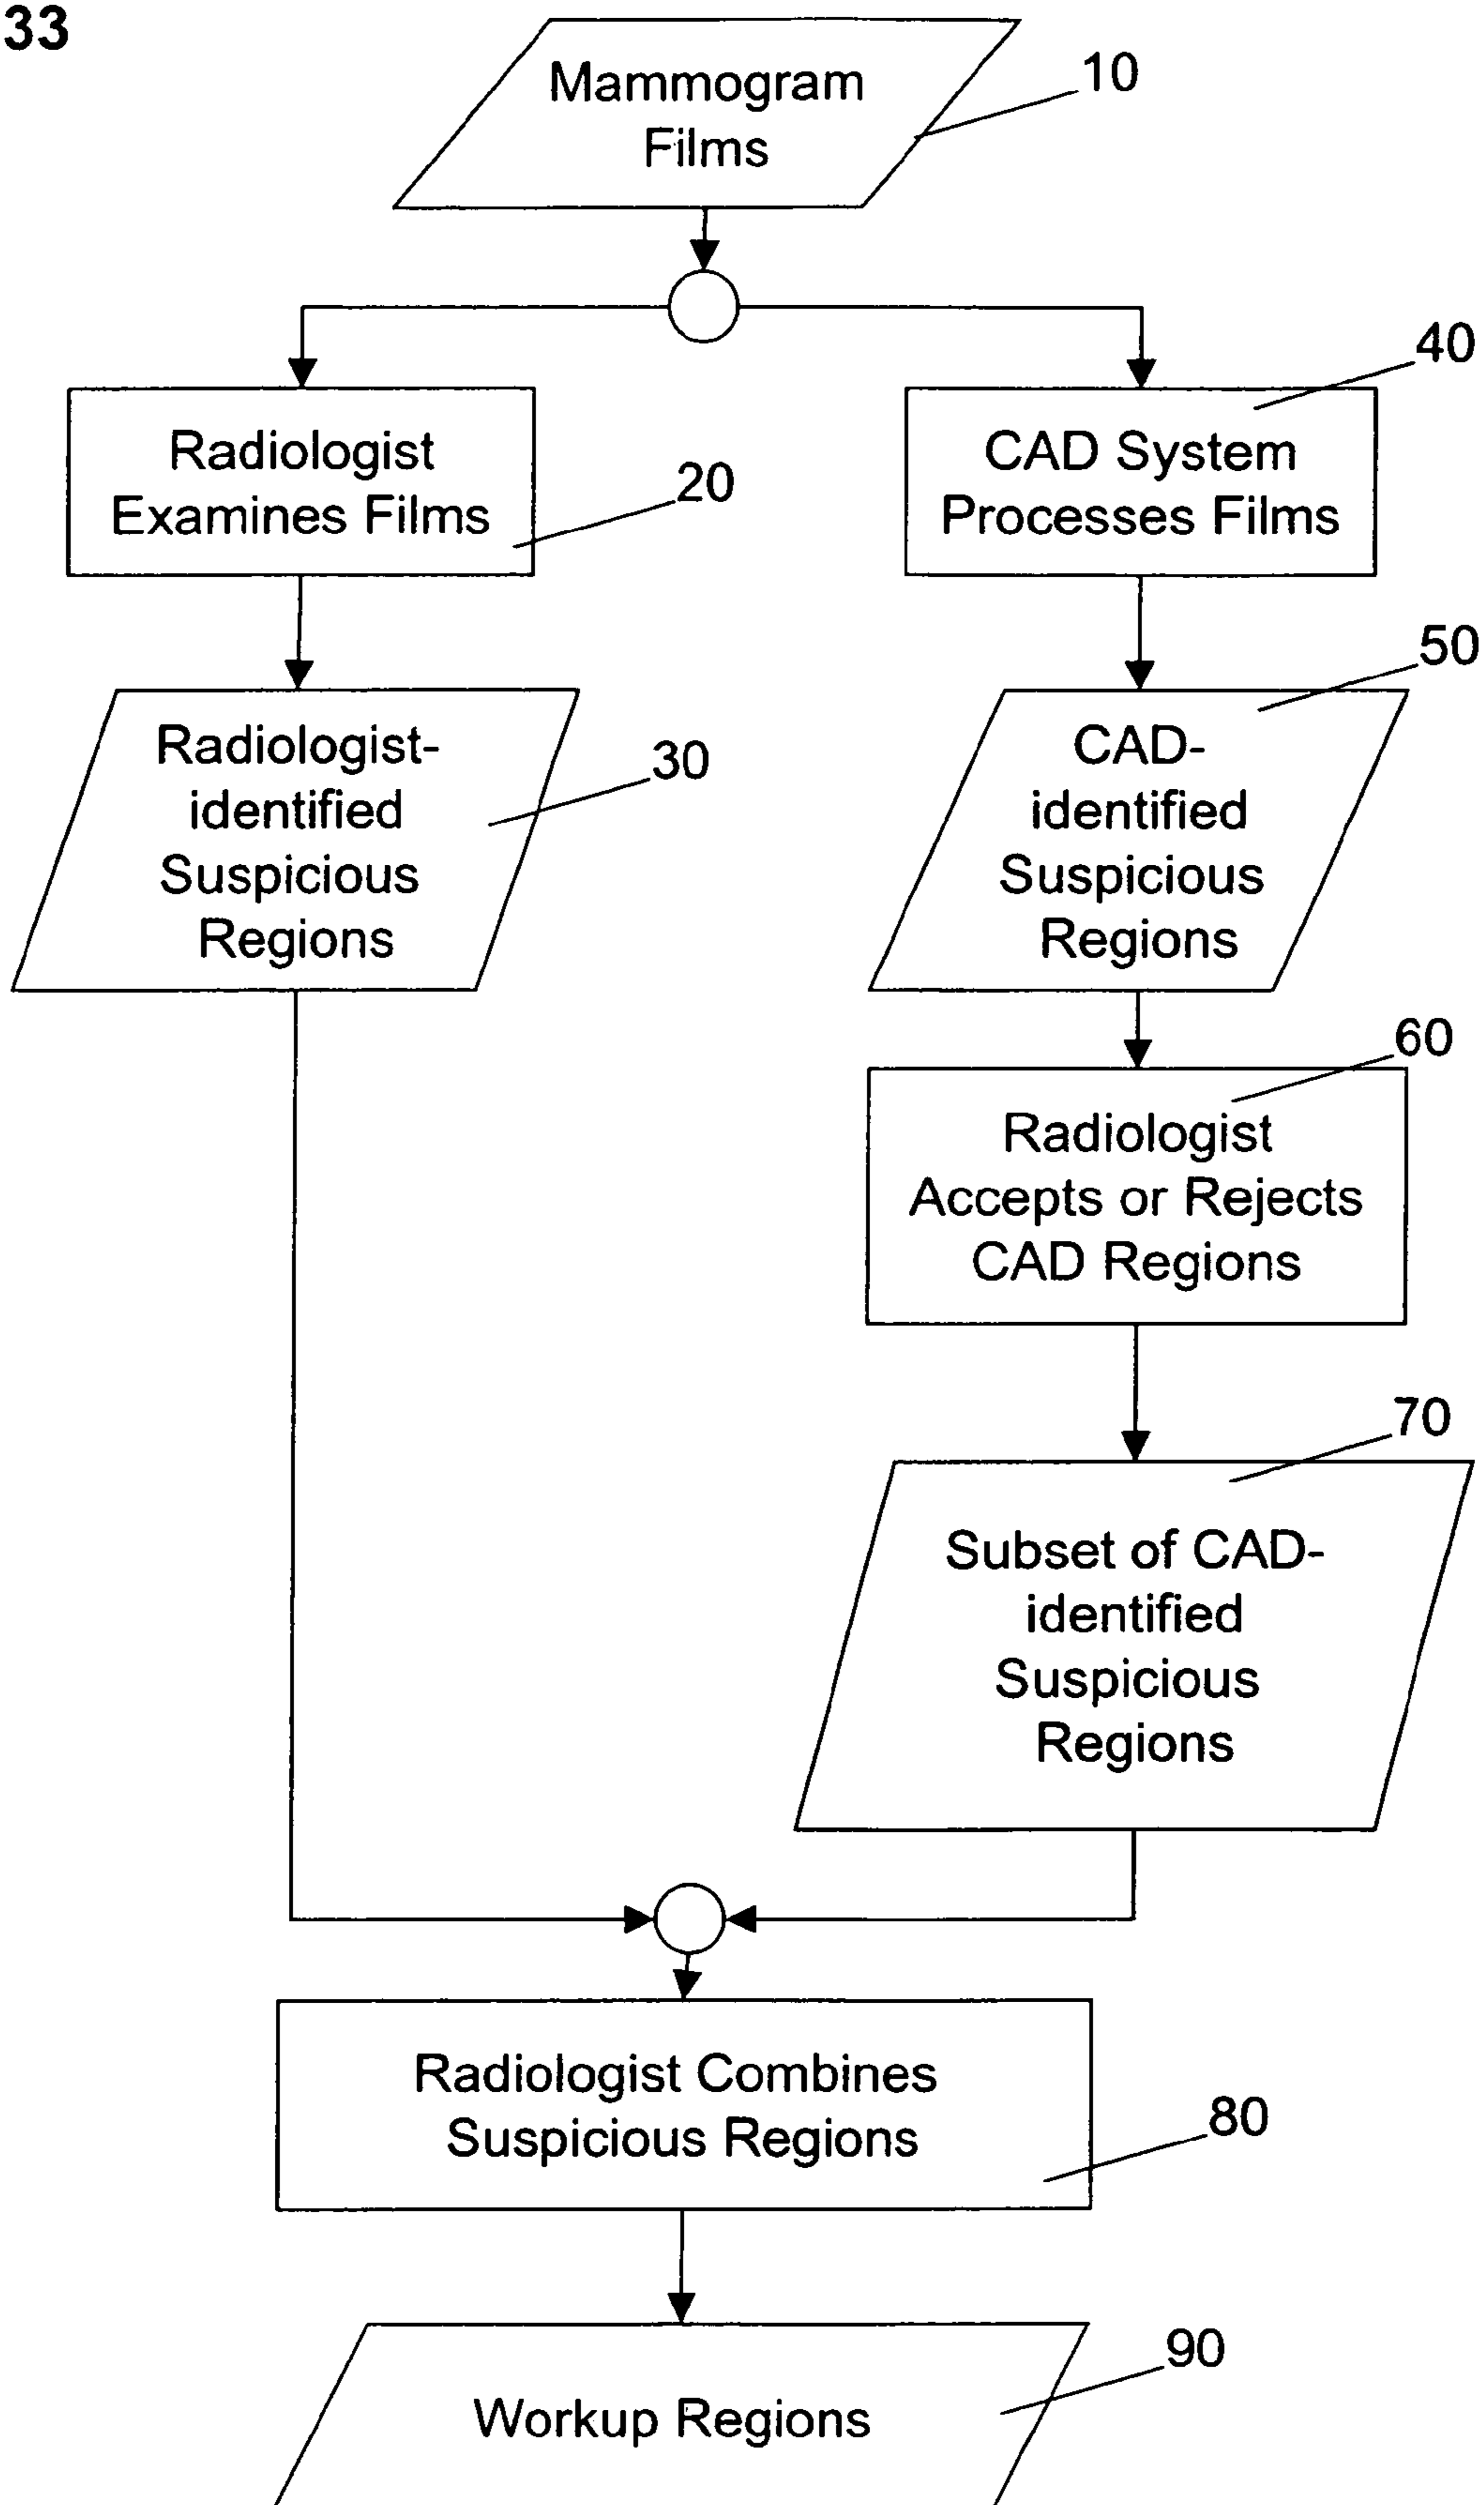 33
Mammogram
Films
10
Radiologist
Examines Films
20
CAD System
Processes Films
40
Radiologist-
identified
Suspicious
Regions
30
CAD-
identified
Suspicious
Regions
50
Radiologist
Accepts or Rejects
CAD Regions
60
Subset of CAD-
identified
Suspicious
Regions
70
Radiologist Combines
Suspicious Regions
80
Workup Regions
90